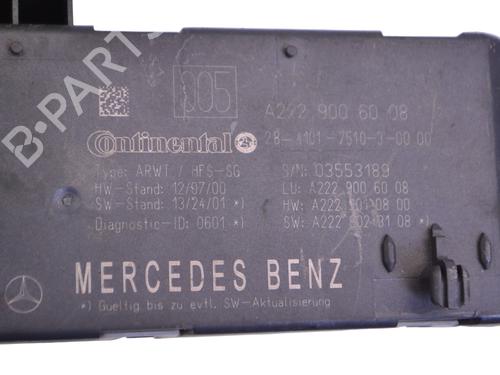 B-PARTS
005
A222 900 60 08
Continental
28-4101-7510-3-00 00
Type: ARWT / HFS-SG
S/N: 03553189
HW-Stand: 12/07/00
LU: A222 900 60 08
SW-Stand: 13/24/01 *)
HW: A222 901 08 00
Diagnostic-ID: 0601 *)
SW: A222 902 31 08 *)
MERCEDES BENZ
*) Gueltig bis zu evtl. SW-Aktualisierung